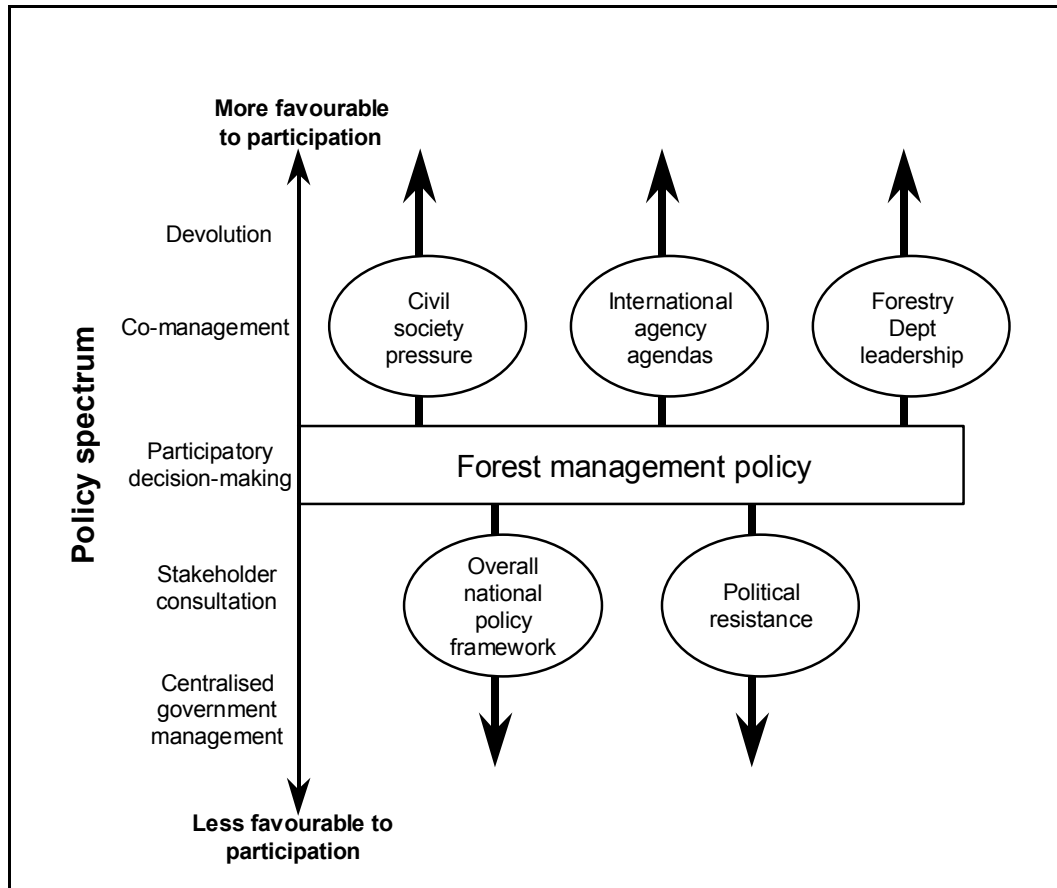 More favourable
to participation
Devolution
Co-management
Participatory
decision-making
Stakeholder
consultation
Centralised
government
management
Less favourable to
participation
Policy spectrum
Civil
society
pressure
International
agency
agendas
Forestry
Dept
leadership
Forest management policy
Overall
national
policy
framework
Political
resistance